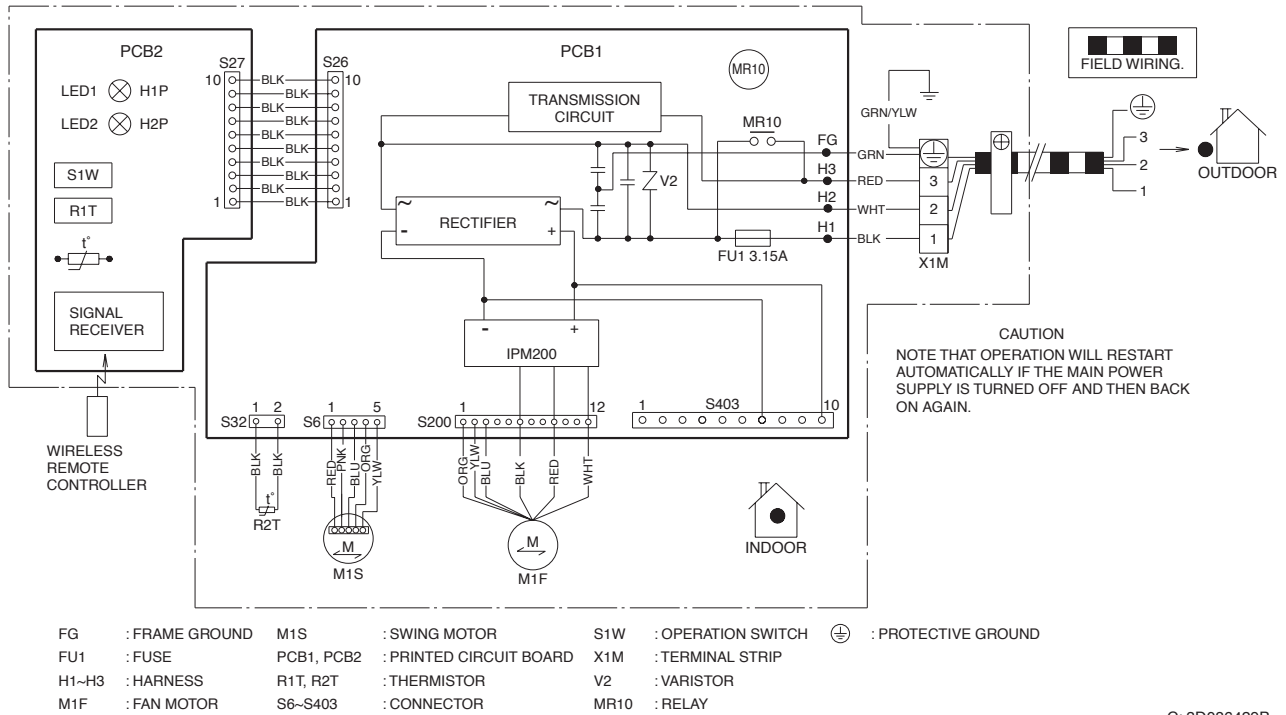 PCB2
LED1 H1P
LED2 H2P
S1W
R1T
t°
SIGNAL
RECEIVER
WIRELESS
REMOTE
CONTROLLER
S27
10
1
BLK
BLK
BLK
BLK
BLK
BLK
BLK
BLK
BLK
BLK
S26
10
1
PCB1
MR10
TRANSMISSION
CIRCUIT
MR10
V2
RECTIFIER
~ ~
- +
FU1 3.15A
FG
H3
H2
H1
GRN/YLW
GRN
RED
WHT
BLK
3
2
1
X1M
FIELD WIRING.
3
2
1
OUTDOOR
- +
IPM200
S32 1 2
BLK
BLK
t°
R2T
S6 1 5
RED
PNK
BLU
ORG
YLW
M
M1S
S200 1 12
ORG
YLW
BLU
BLK
RED
WHT
M
M1F
1 S403 10
INDOOR
CAUTION
NOTE THAT OPERATION WILL RESTART
AUTOMATICALLY IF THE MAIN POWER
SUPPLY IS TURNED OFF AND THEN BACK
ON AGAIN.
FG : FRAME GROUND M1S : SWING MOTOR S1W : OPERATION SWITCH : PROTECTIVE GROUND
FU1 : FUSE PCB1, PCB2 : PRINTED CIRCUIT BOARD X1M : TERMINAL STRIP
H1~H3 : HARNESS R1T, R2T : THERMISTOR V2 : VARISTOR
M1F : FAN MOTOR S6~S403 : CONNECTOR MR10 : RELAY